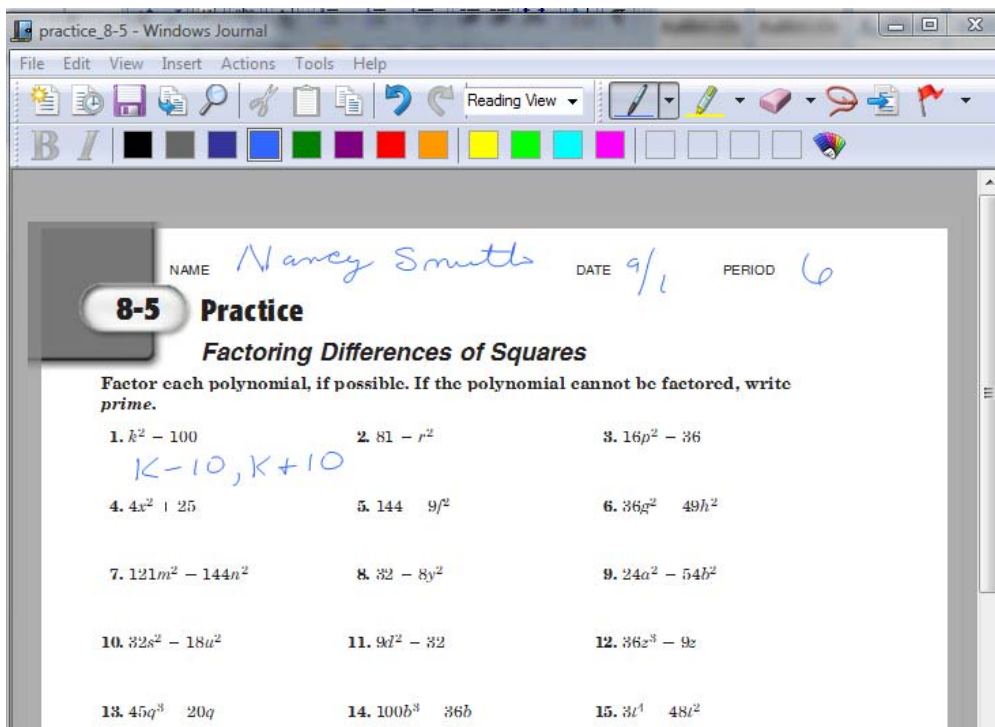 practice_8-5 - Windows Journal
File Edit View Insert Actions Tools Help
Reading View
B I
NAME Nancy Smith DATE 9/1 PERIOD 6
8-5 Practice
Factoring Differences of Squares
Factor each polynomial, if possible. If the polynomial cannot be factored, write
prime.
1. k² − 100 2. 81 − r² 3. 16p² − 36
K-10, K+10
4. 4x² + 25 5. 144 9f² 6. 36g² 49h²
7. 121m² − 144n² 8. 32 − 8y² 9. 24a² − 54b²
10. 32s² − 18u² 11. 9d² − 32 12. 36z³ − 9z
13. 45q³ 20q 14. 100b³ 36b 15. 3t⁴ 48t²